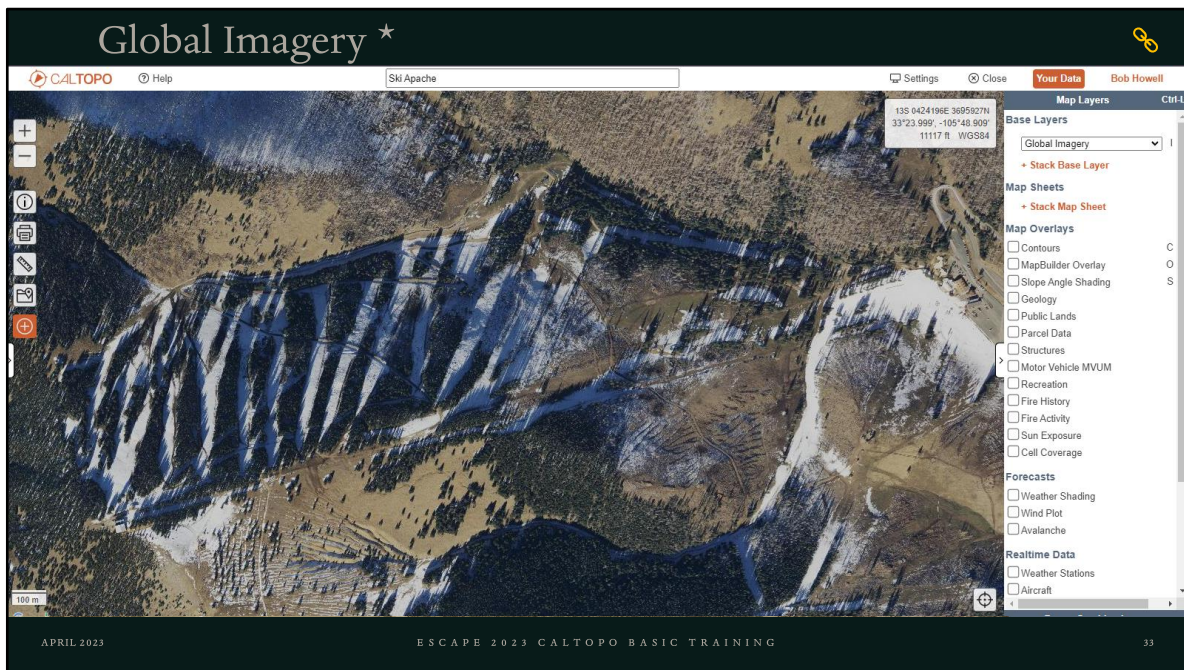 Global Imagery *
CALTOPO
Help
Ski Apache
Settings
Close
Your Data
Bob Howell
13S 0424196E 3695927N
33°23.999', -105°48.909'
11117 ft WGS84
Map Layers Ctrl-L
Base Layers
Global Imagery
+ Stack Base Layer
Map Sheets
+ Stack Map Sheet
Map Overlays
Contours C
MapBuilder Overlay O
Slope Angle Shading S
Geology
Public Lands
Parcel Data
Structures
Motor Vehicle MVUM
Recreation
Fire History
Fire Activity
Sun Exposure
Cell Coverage
Forecasts
Weather Shading
Wind Plot
Avalanche
Realtime Data
Weather Stations
Aircraft
100 m
APRIL 2023
ESCAPE 2023 CALTOPO BASIC TRAINING
33